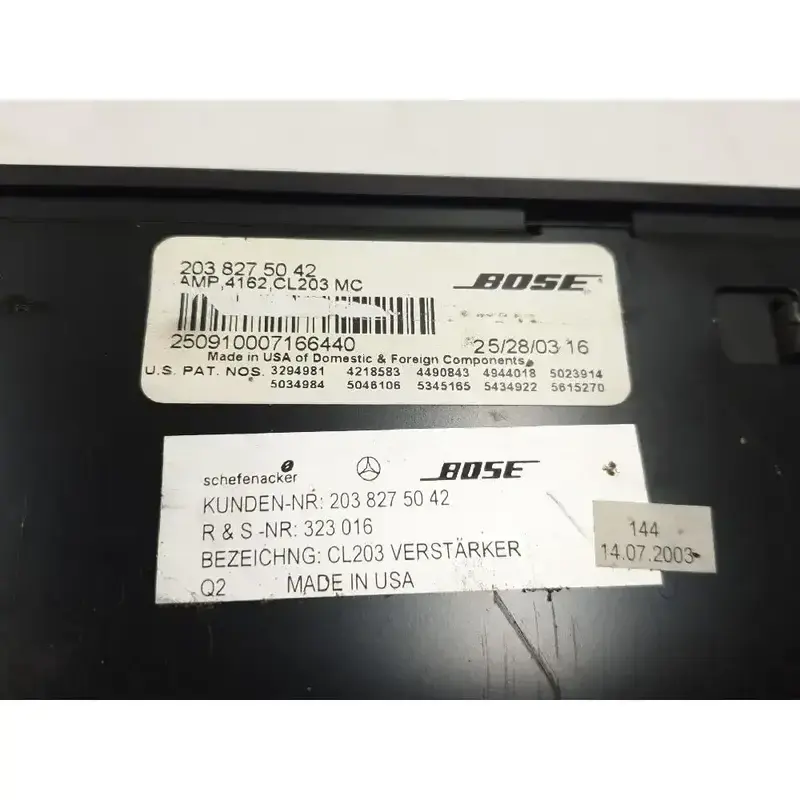 203 827 50 42
AMP,4162,CL203 MC
BOSE
250910007166440
25/28/03 16
Made in USA of Domestic & Foreign Components.
U.S. PAT. NOS. 3294981 4218583 4490843 4944018 5023914
5034984 5046106 5345165 5434922 5615270
schefenacker BOSE
KUNDEN-NR: 203 827 50 42
R & S -NR: 323 016
BEZEICHNG: CL203 VERSTÄRKER
Q2 MADE IN USA
144
14.07.2003